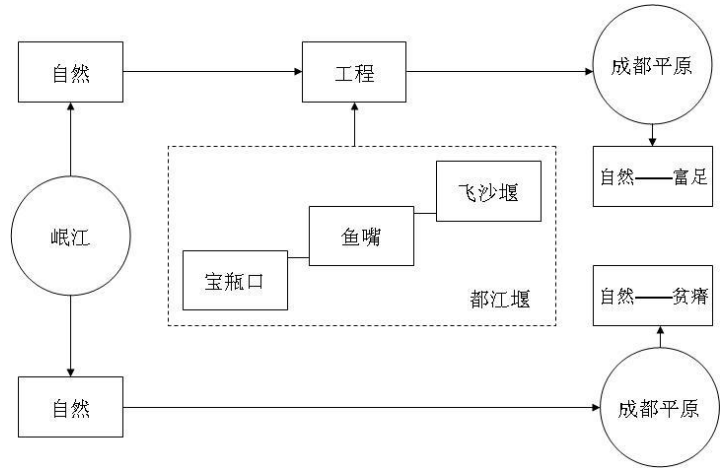 自然
工程
成都平原
自然——富足
飞沙堰
鱼嘴
宝瓶口
都江堰
岷江
自然——贫瘠
自然
成都平原